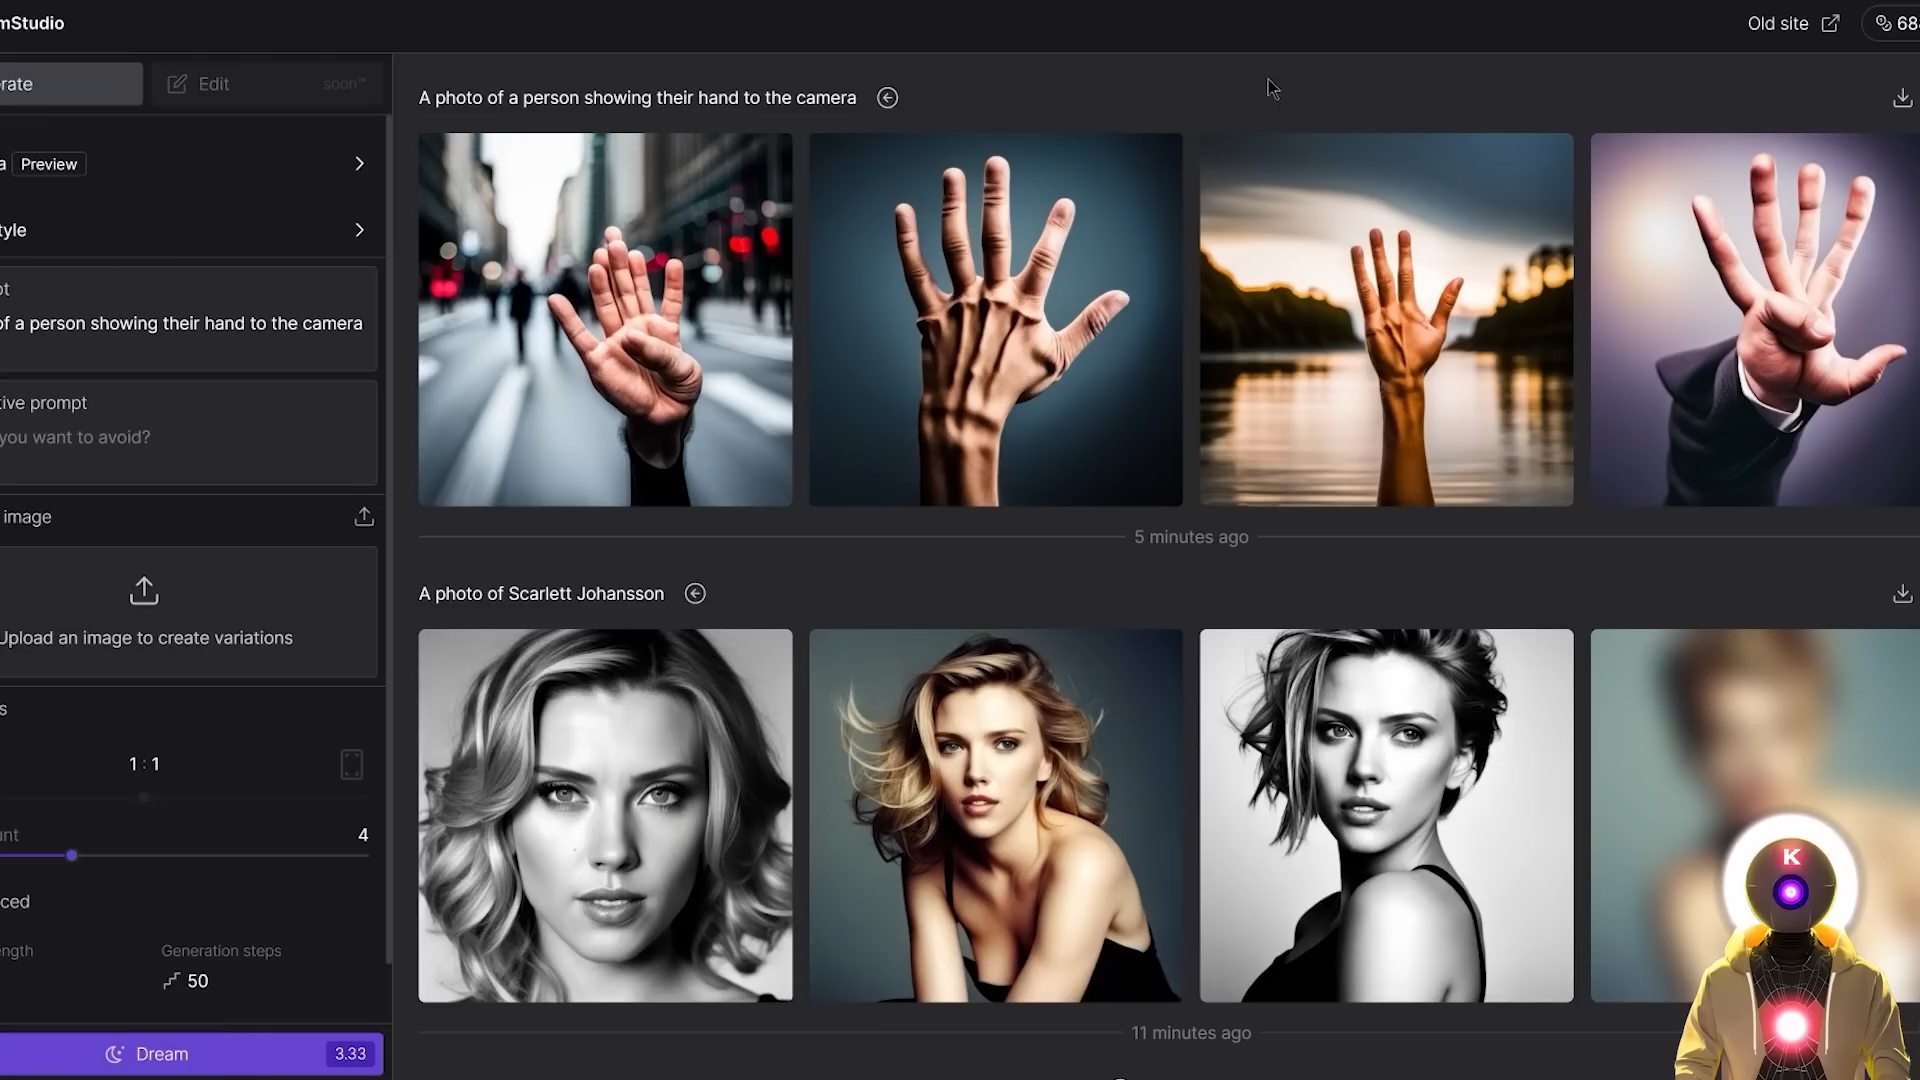 mStudio
Old site
68
rate
Edit
soon™
A photo of a person showing their hand to the camera
a Preview
tyle
pt
of a person showing their hand to the camera
tive prompt
you want to avoid?
image
5 minutes ago
A photo of Scarlett Johansson
Upload an image to create variations
s
1 : 1
unt
4
K
ced
ngth
Generation steps
50
11 minutes ago
Dream
3.33